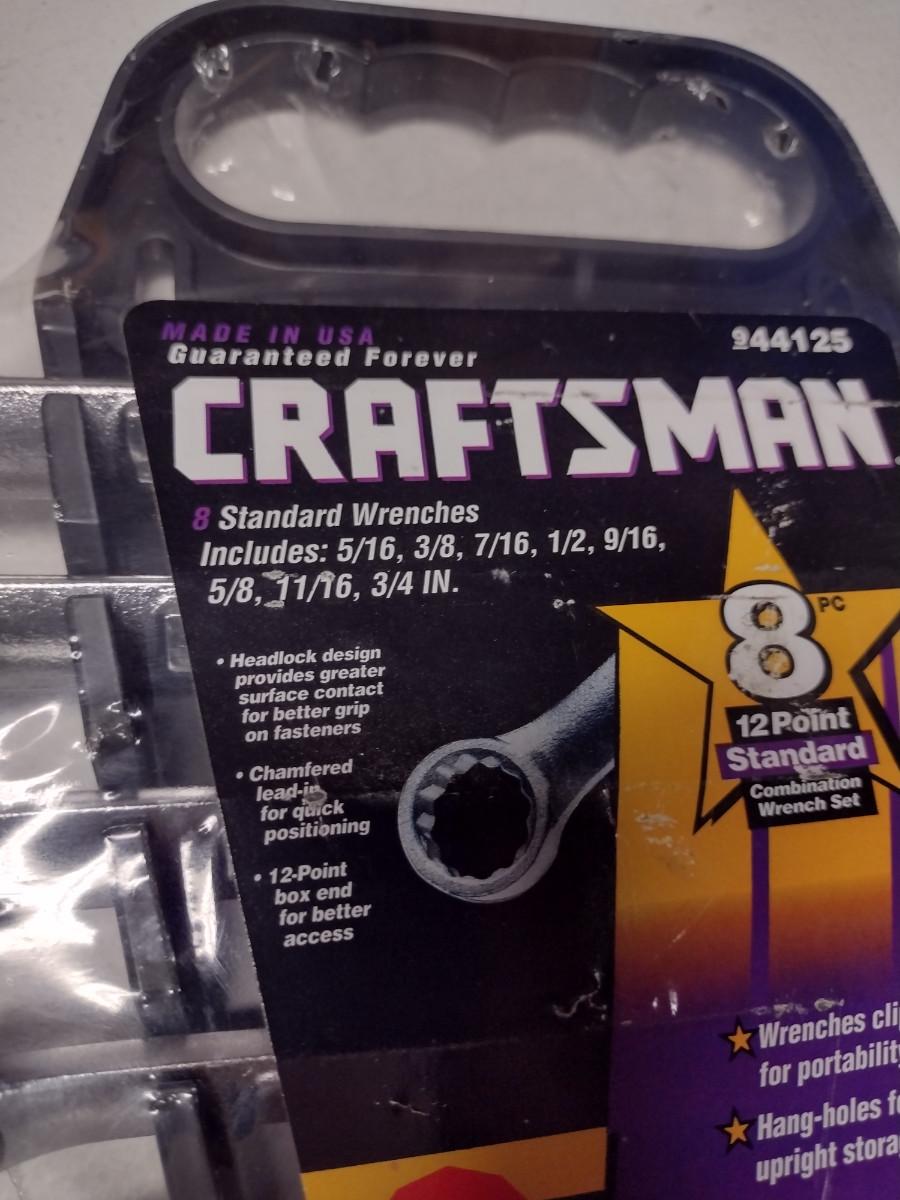 MADE IN USA
Guaranteed Forever
944125
CRAFTSMAN
8 Standard Wrenches
Includes: 5/16, 3/8, 7/16, 1/2, 9/16,
5/8, 11/16, 3/4 IN.
• Headlock design
provides greater
surface contact
for better grip
on fasteners
• Chamfered
lead-in
for quick
positioning
• 12-Point
box end
for better
access
8 PC
12 Point
Standard
Combination
Wrench Set
Wrenches
for
Hang-holes
upright